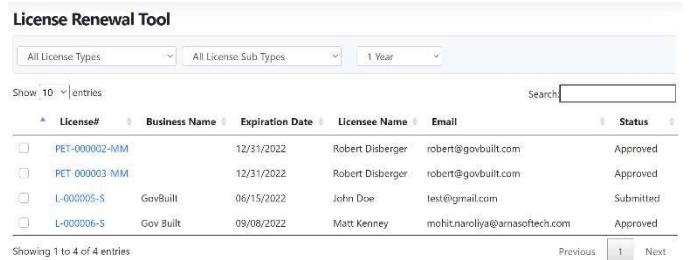 License Renewal Tool
All License Types All License Sub Types 1 Year
Show 10 entries Search:
License# Business Name Expiration Date Licensee Name Email Status
PET-000002-MM 12/31/2022 Robert Disberger robert@govbuilt.com Approved
PET-000003-MM 12/31/2022 Robert Disberger robert@govbuilt.com Approved
L-000005-S GovBuilt 06/15/2022 John Doe test@gmail.com Submitted
L-000006-S Gov Built 09/08/2022 Matt Kenney mohit.naroliya@arnasoftech.com Approved
Showing 1 to 4 of 4 entries Previous 1 Next